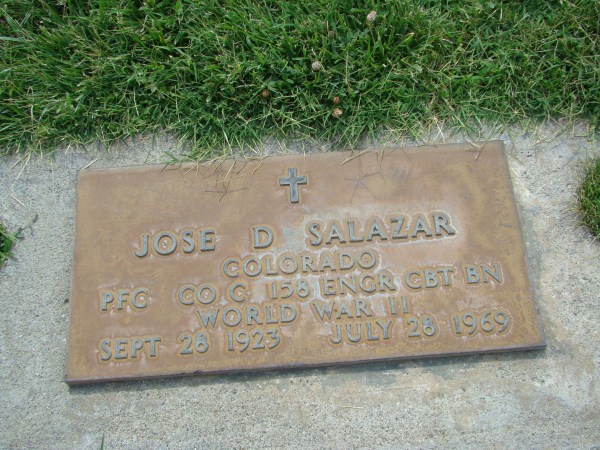 JOSE D SALAZAR
COLORADO
PFC CO C 158 ENGR CBT BN
WORLD WAR II
SEPT 28 1923 JULY 28 1969